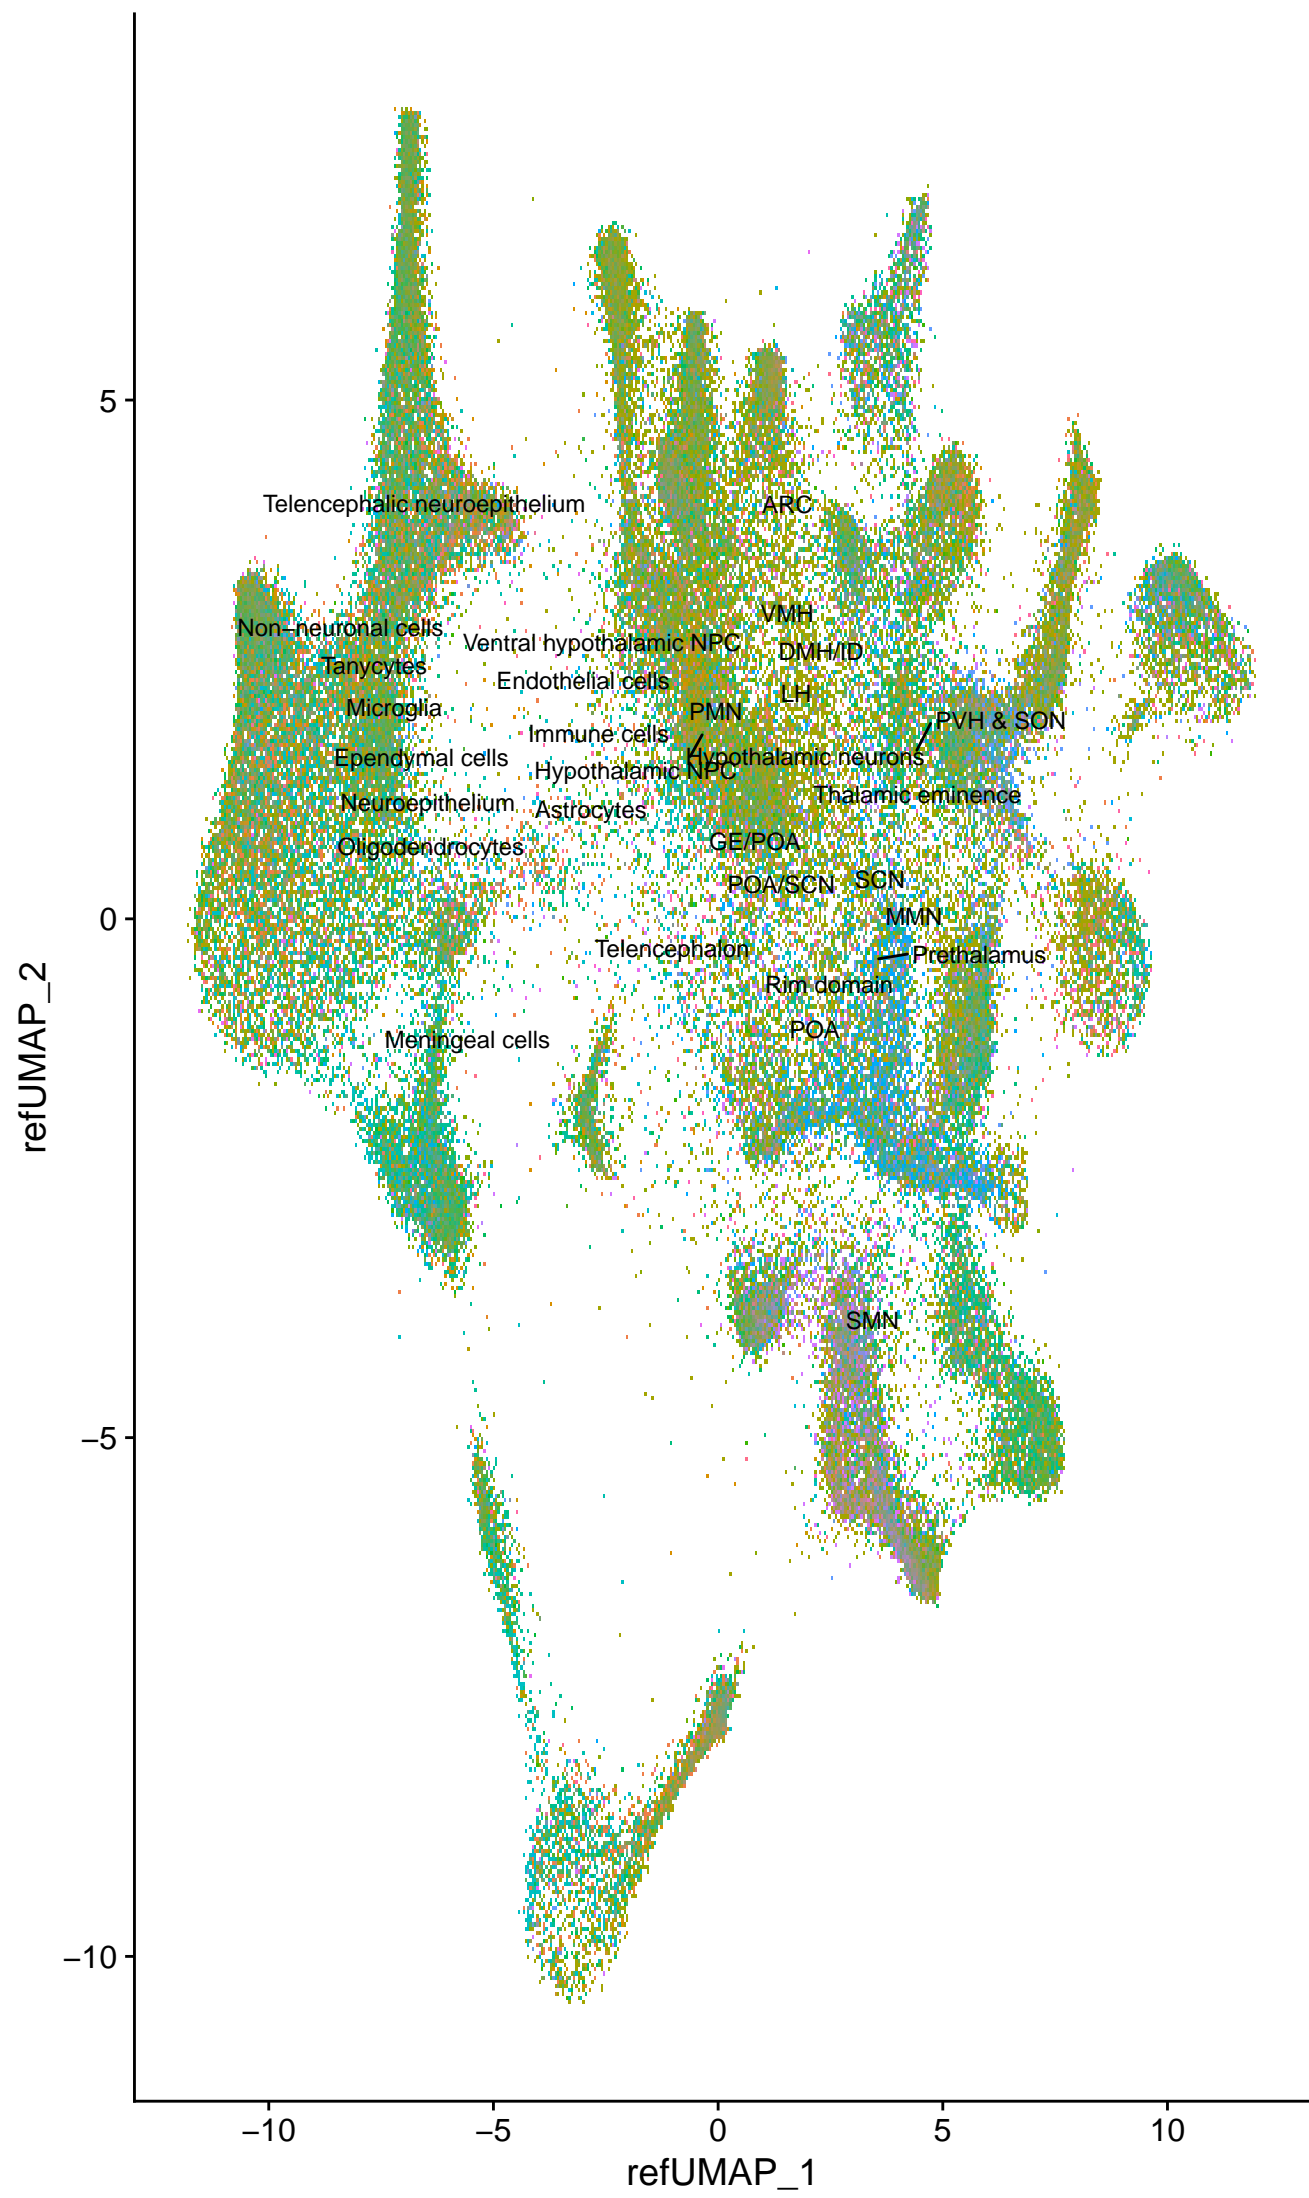 5
Telencephalic neuroepithelium
ARC
VMH
Non−neuronal cells
Ventral hypothalamic NPC
DMH/ID
Tanycytes
Endothelial cells
LH
Microglia
PMN
PVH & SON
Immune cells
Ependymal cells
Hypothalamic neurons
Hypothalamic NPC
Thalamic eminence
Neuroepithelium
Astrocytes
GE/POA
Oligodendrocytes
POA/SCN
SCN
0
MMN
Telencephalon
Prethalamus
Rim domain
POA
Meningeal cells
refUMAP_2
SMN
−5
−10
−10
−5
0
5
10
refUMAP_1